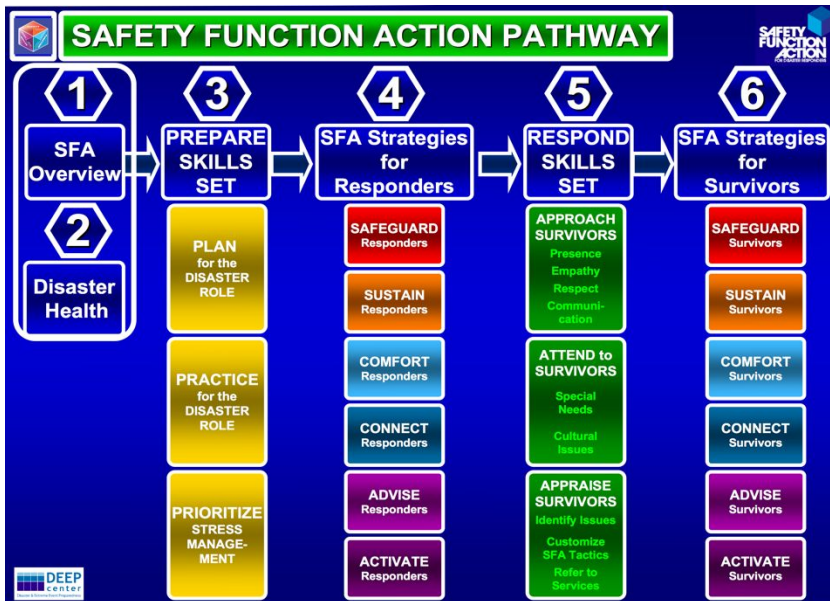 SAFETY FUNCTION ACTION PATHWAY
SAFETY
FUNCTION
ACTION
FOR DISASTER RESPONDERS
1
SFA
Overview
2
Disaster
Health
3
PREPARE
SKILLS
SET
PLAN
for the
DISASTER
ROLE
PRACTICE
for the
DISASTER
ROLE
PRIORITIZE
STRESS
MANAGE-
MENT
4
SFA Strategies
for
Responders
SAFEGUARD
Responders
SUSTAIN
Responders
COMFORT
Responders
CONNECT
Responders
ADVISE
Responders
ACTIVATE
Responders
5
RESPOND
SKILLS
SET
APPROACH
SURVIVORS
Presence
Empathy
Respect
Communi-
cation
ATTEND to
SURVIVORS
Special
Needs
Cultural
Issues
APPRAISE
SURVIVORS
Identify Issues
Customize
SFA Tactics
Refer to
Services
6
SFA Strategies
for
Survivors
SAFEGUARD
Survivors
SUSTAIN
Survivors
COMFORT
Survivors
CONNECT
Survivors
ADVISE
Survivors
ACTIVATE
Survivors
DEEP
center